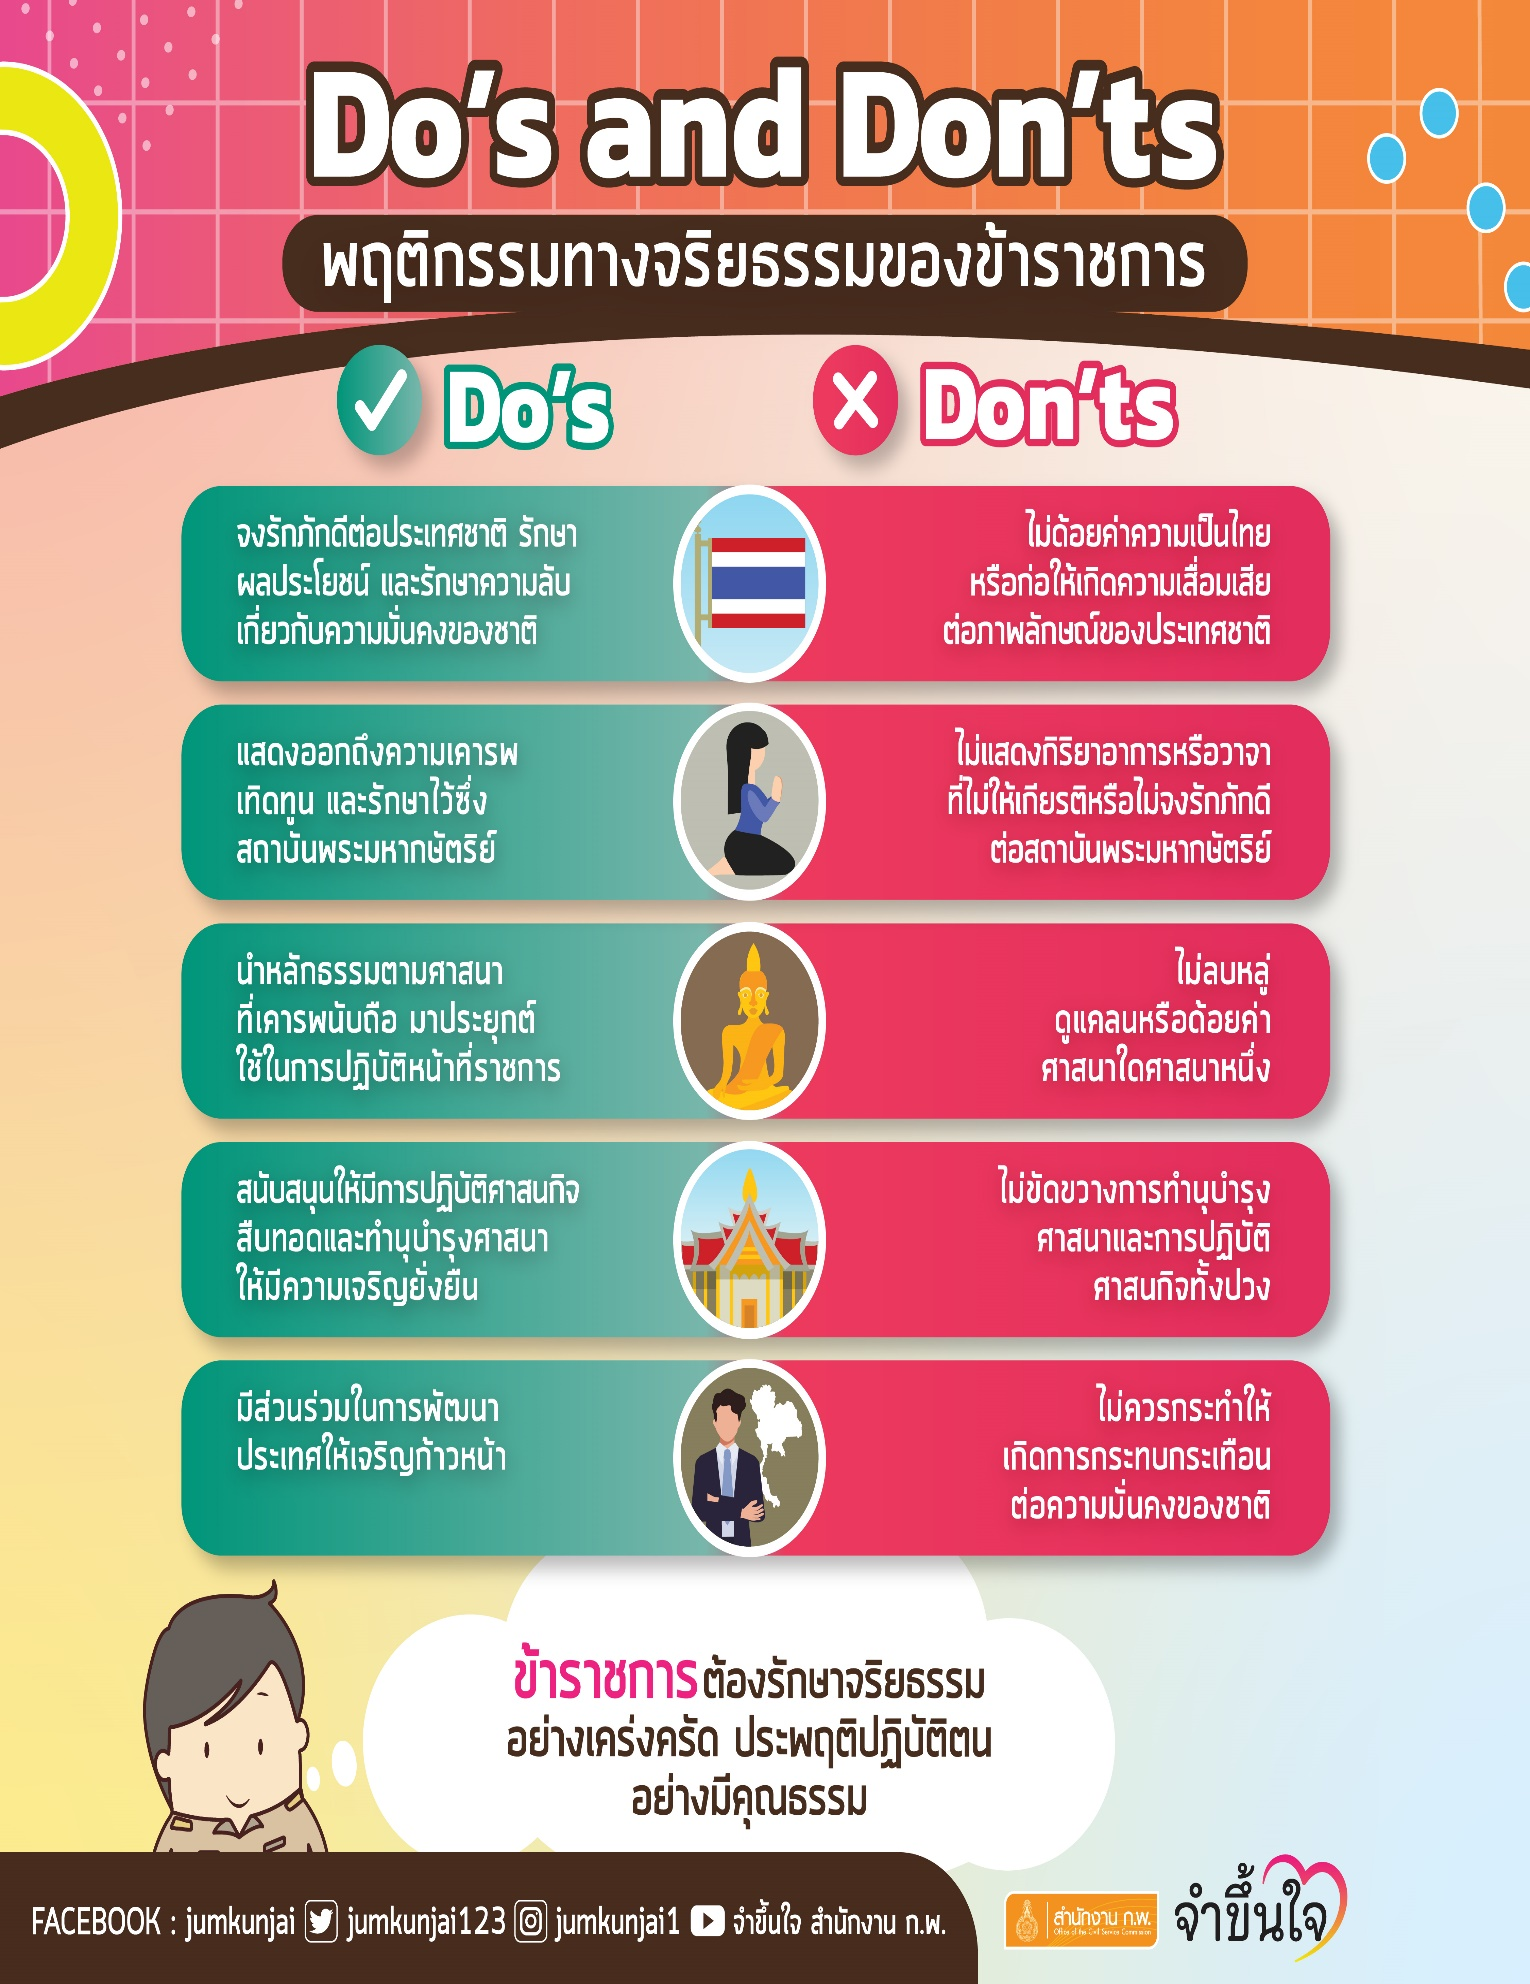 Do's and Don'ts
พฤติกรรมทางจริยธรรมของข้าราชการ
Do's
Don'ts
จงรักภักดีต่อประเทศชาติ รักษา
ผลประโยชน์ และรักษาความลับ
เกี่ยวกับความมั่นคงของชาติ
ไม่ด้อยค่าความเป็นไทย
หรือก่อให้เกิดความเสื่อมเสีย
ต่อภาพลักษณ์ของประเทศชาติ
แสดงออกถึงความเคารพ
เทิดทูน และรักษาไว้ซึ่ง
สถาบันพระมหากษัตริย์
ไม่แสดงกิริยาอาการหรือวาจา
ที่ไม่ให้เกียรติหรือไม่จงรักภักดี
ต่อสถาบันพระมหากษัตริย์
นำหลักธรรมตามศาสนา
ที่เคารพนับถือ มาประยุกต์
ใช้ในการปฏิบัติหน้าที่ราชการ
ไม่ลบหลู่
ดูแคลนหรือด้อยค่า
ศาสนาใดศาสนาหนึ่ง
สนับสนุนให้มีการปฏิบัติศาสนกิจ
สืบทอดและทำนุบำรุงศาสนา
ให้มีความเจริญยั่งยืน
ไม่ขัดขวางการทำนุบำรุง
ศาสนาและการปฏิบัติ
ศาสนกิจทั้งปวง
มีส่วนร่วมในการพัฒนา
ประเทศให้เจริญก้าวหน้า
ไม่ควรกระทำให้
เกิดการกระทบกระเทือน
ต่อความมั่นคงของชาติ
ข้าราชการต้องรักษาจริยธรรม
อย่างเคร่งครัด ประพฤติปฏิบัติตน
อย่างมีคุณธรรม
FACEBOOK : jumkunjai jumkunjai123 jumkunjai1 จำขึ้นใจ สำนักงาน ก.พ.
สำนักงาน ก.พ.
Office of the Civil Service Commission
จำขึ้นใจ